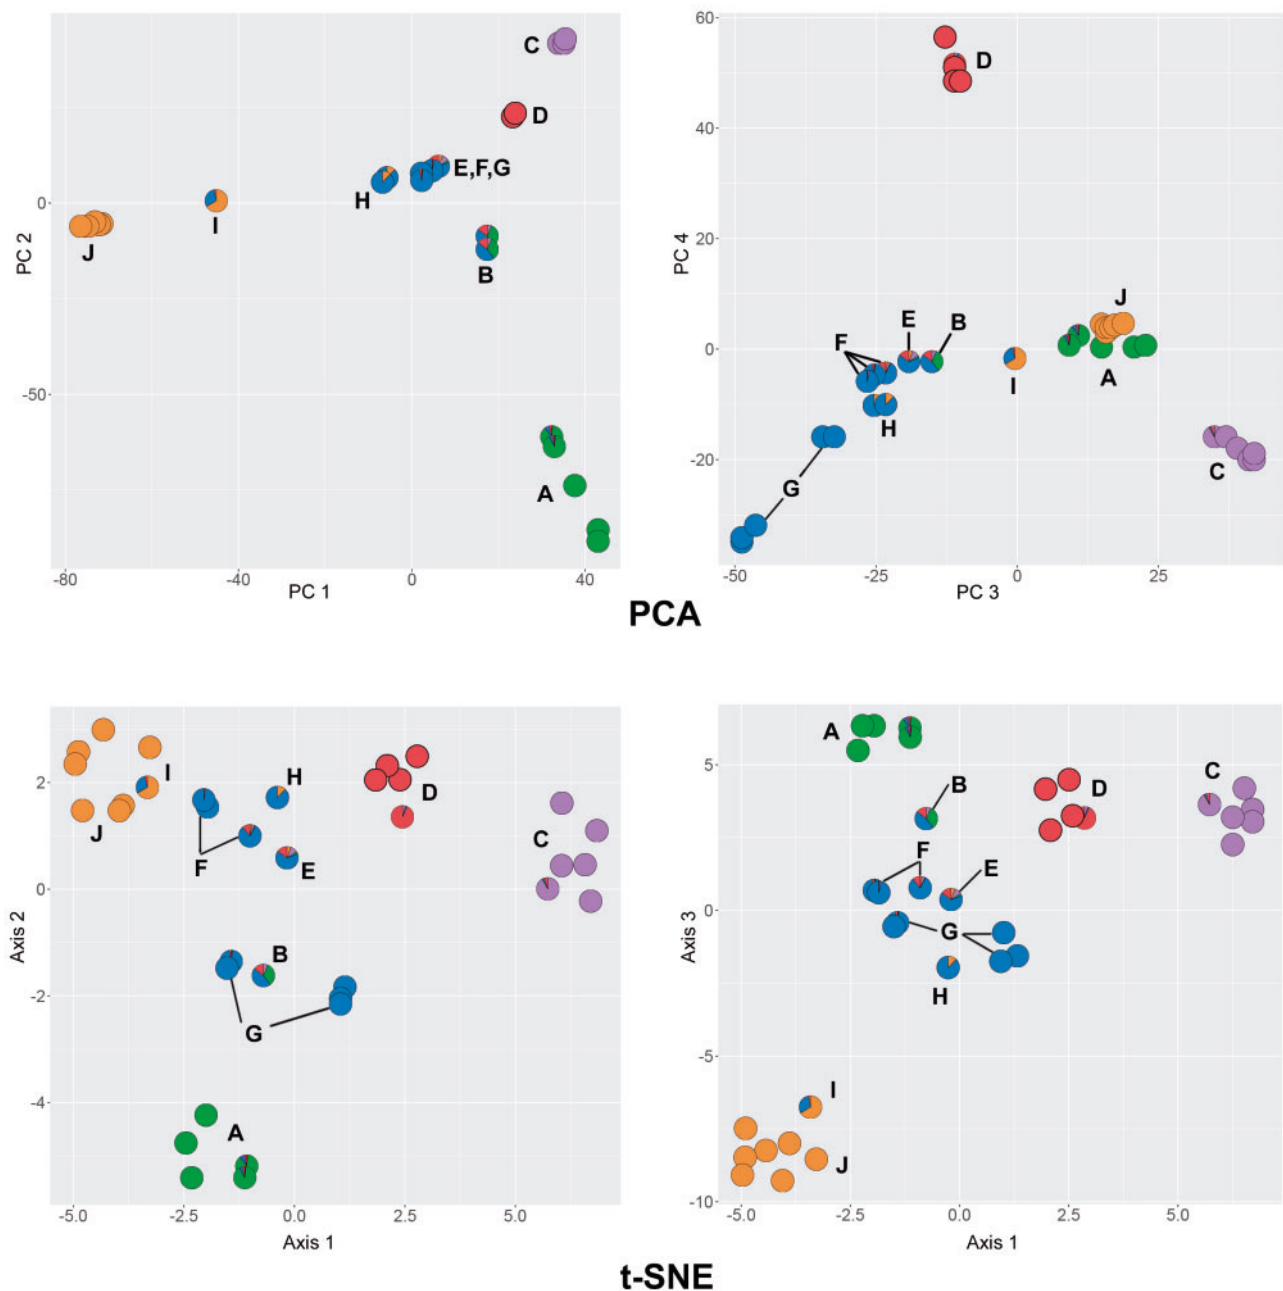 C
D
E,F,G
H
I
J
B
A
0
-50
-80
-40
0
40
PC 2
PC 1
60
40
20
0
-20
-50
-25
0
25
PC 4
PC 3
D
J
E
B
F
I
A
H
C
G
PCA
2
0
-2
-4
-5.0
-2.5
0.0
2.5
5.0
Axis 2
Axis 1
I
H
D
J
F
E
C
B
G
A
5
0
-5
-10
-5.0
-2.5
0.0
2.5
5.0
Axis 3
Axis 1
A
B
D
C
F
E
G
H
I
J
t-SNE